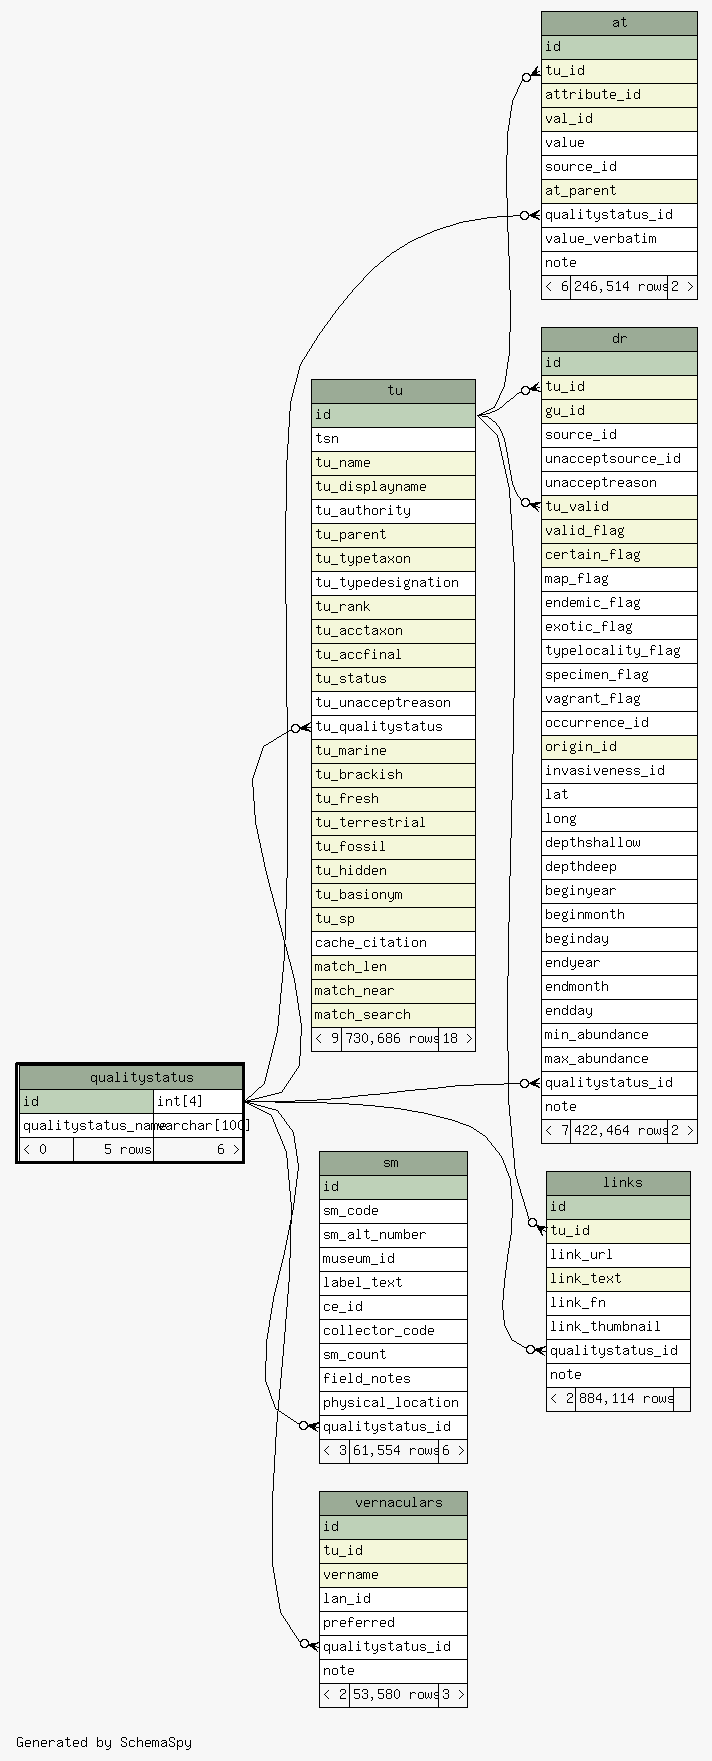 at
id
tu_id
attribute_id
val_id
value
source_id
at_parent
qualitystatus_id
value_verbatim
note
< 6 246,514 rows 2 >
dr
id
tu_id
gu_id
source_id
unacceptsource_id
unacceptreason
tu_valid
valid_flag
certain_flag
map_flag
endemic_flag
exotic_flag
typelocality_flag
specimen_flag
vagrant_flag
occurrence_id
origin_id
invasiveness_id
lat
long
depthshallow
depthdeep
beginyear
beginmonth
beginday
endyear
endmonth
endday
min_abundance
max_abundance
qualitystatus_id
note
< 7 422,464 rows 2 >
tu
id
tsn
tu_name
tu_displayname
tu_authority
tu_parent
tu_typetaxon
tu_typedesignation
tu_rank
tu_acctaxon
tu_accfinal
tu_status
tu_unacceptreason
tu_qualitystatus
tu_marine
tu_brackish
tu_fresh
tu_terrestrial
tu_fossil
tu_hidden
tu_basionym
tu_sp
cache_citation
match_len
match_near
match_search
< 9 730,686 rows 18 >
qualitystatus
id int[4]
qualitystatus_name varchar[100]
< 0 5 rows 6 >
sm
id
sm_code
sm_alt_number
museum_id
label_text
ce_id
collector_code
sm_count
field_notes
physical_location
qualitystatus_id
< 3 61,554 rows 6 >
links
id
tu_id
link_url
link_text
link_fn
link_thumbnail
qualitystatus_id
note
< 2 884,114 rows
vernaculars
id
tu_id
vername
lan_id
preferred
qualitystatus_id
note
< 2 53,580 rows 3 >
Generated by SchemaSpy